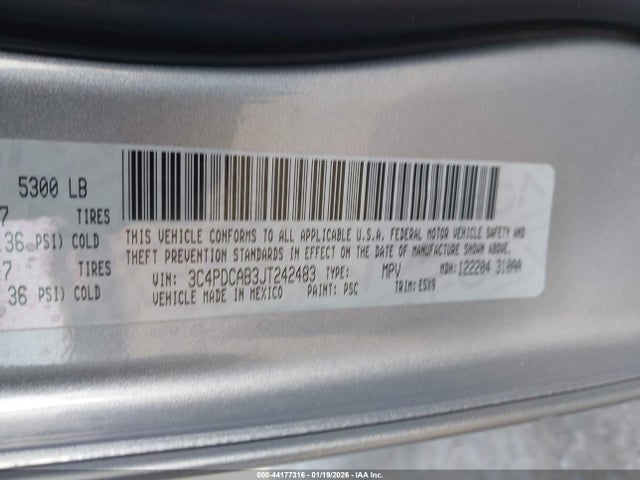 5300 LB
7 TIRES
36 PSI) COLD
7 TIRES
36 PSI) COLD
THIS VEHICLE CONFORMS TO ALL APPLICABLE U.S.A. FEDERAL MOTOR VEHICLE SAFETY AND
THEFT PREVENTION STANDARDS IN EFFECT ON THE DATE OF MANUFACTURE SHOWN ABOVE.
VIN: 3C4PDCAB3JT242483 TYPE: MPV MDH: 122204 310AA
VEHICLE MADE IN MEXICO PAINT: PSC TRIM: E5X9
000-44177316 - 01/19/2026 - IAA Inc.